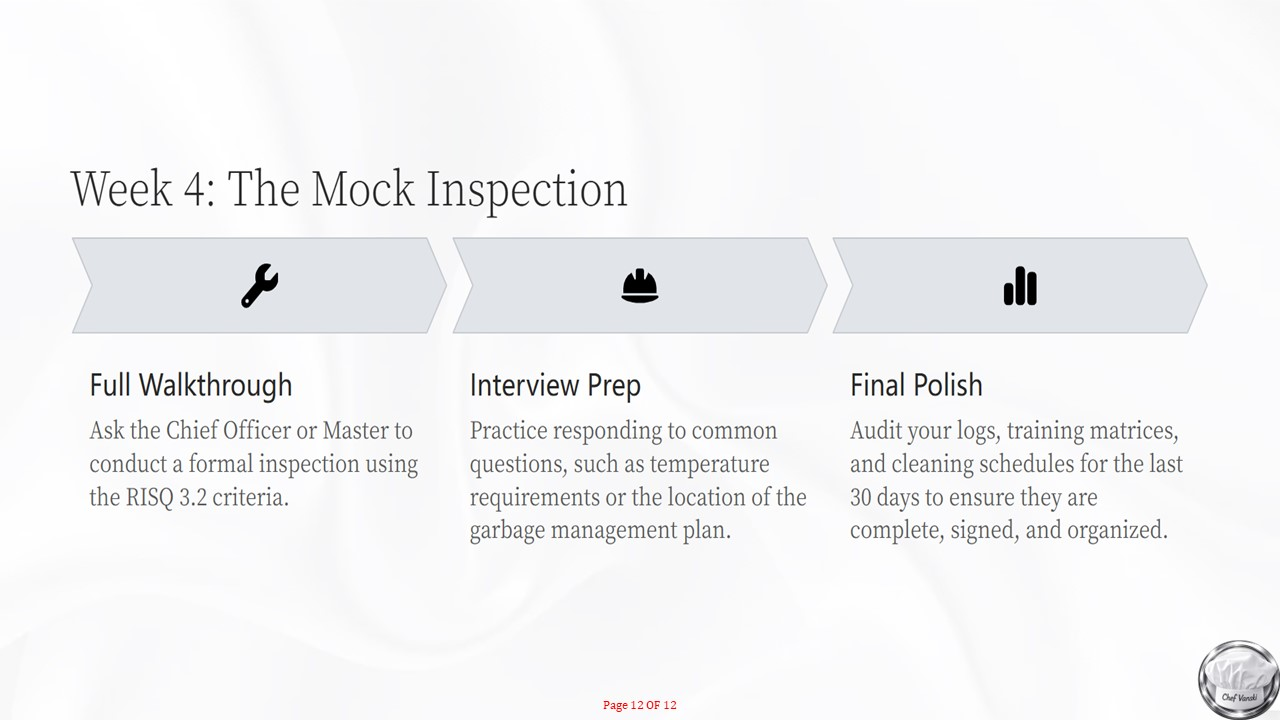 Week 4: The Mock Inspection
Full Walkthrough
Ask the Chief Officer or Master to
conduct a formal inspection using
the RISQ 3.2 criteria.
Interview Prep
Practice responding to common
questions, such as temperature
requirements or the location of the
garbage management plan.
Final Polish
Audit your logs, training matrices,
and cleaning schedules for the last
30 days to ensure they are
complete, signed, and organized.
Chef Vanski
Page 12 OF 12